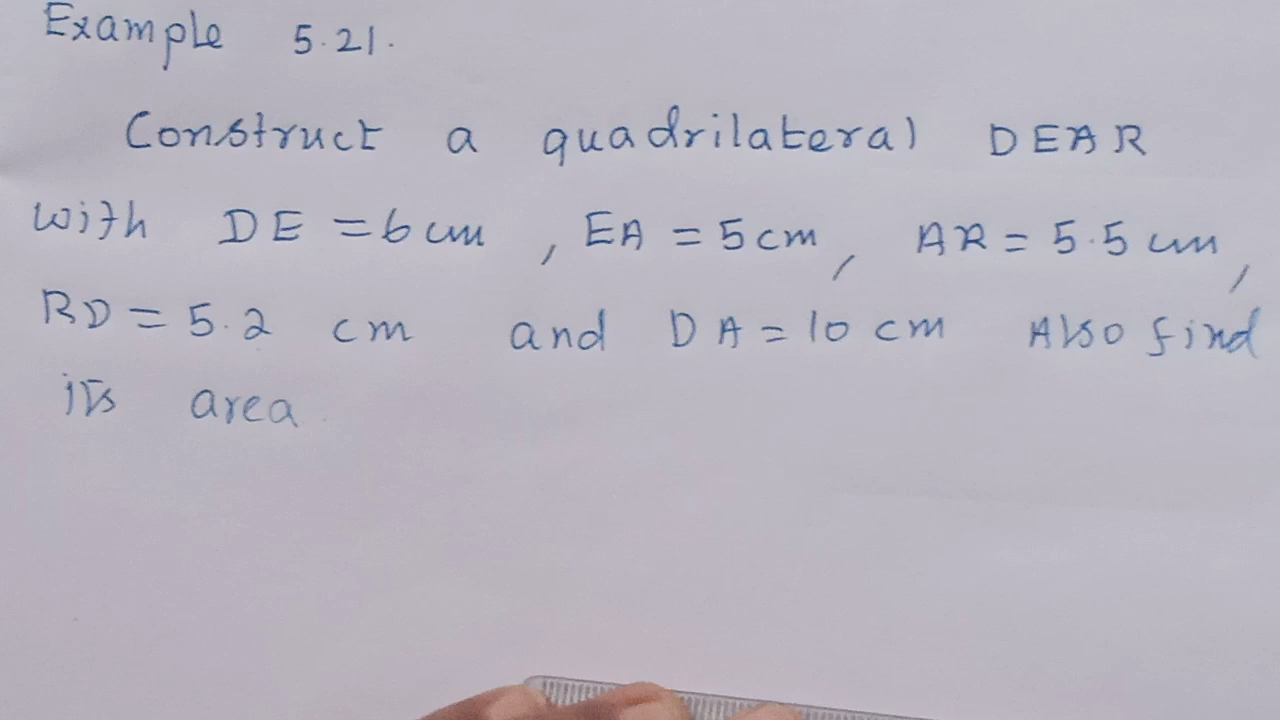 Example 5.21.
Construct a quadrilateral DEAR
with DE = 6 cm, EA = 5 cm, AR = 5.5 cm,
RD = 5.2 cm and DA = 10 cm Also find
its area